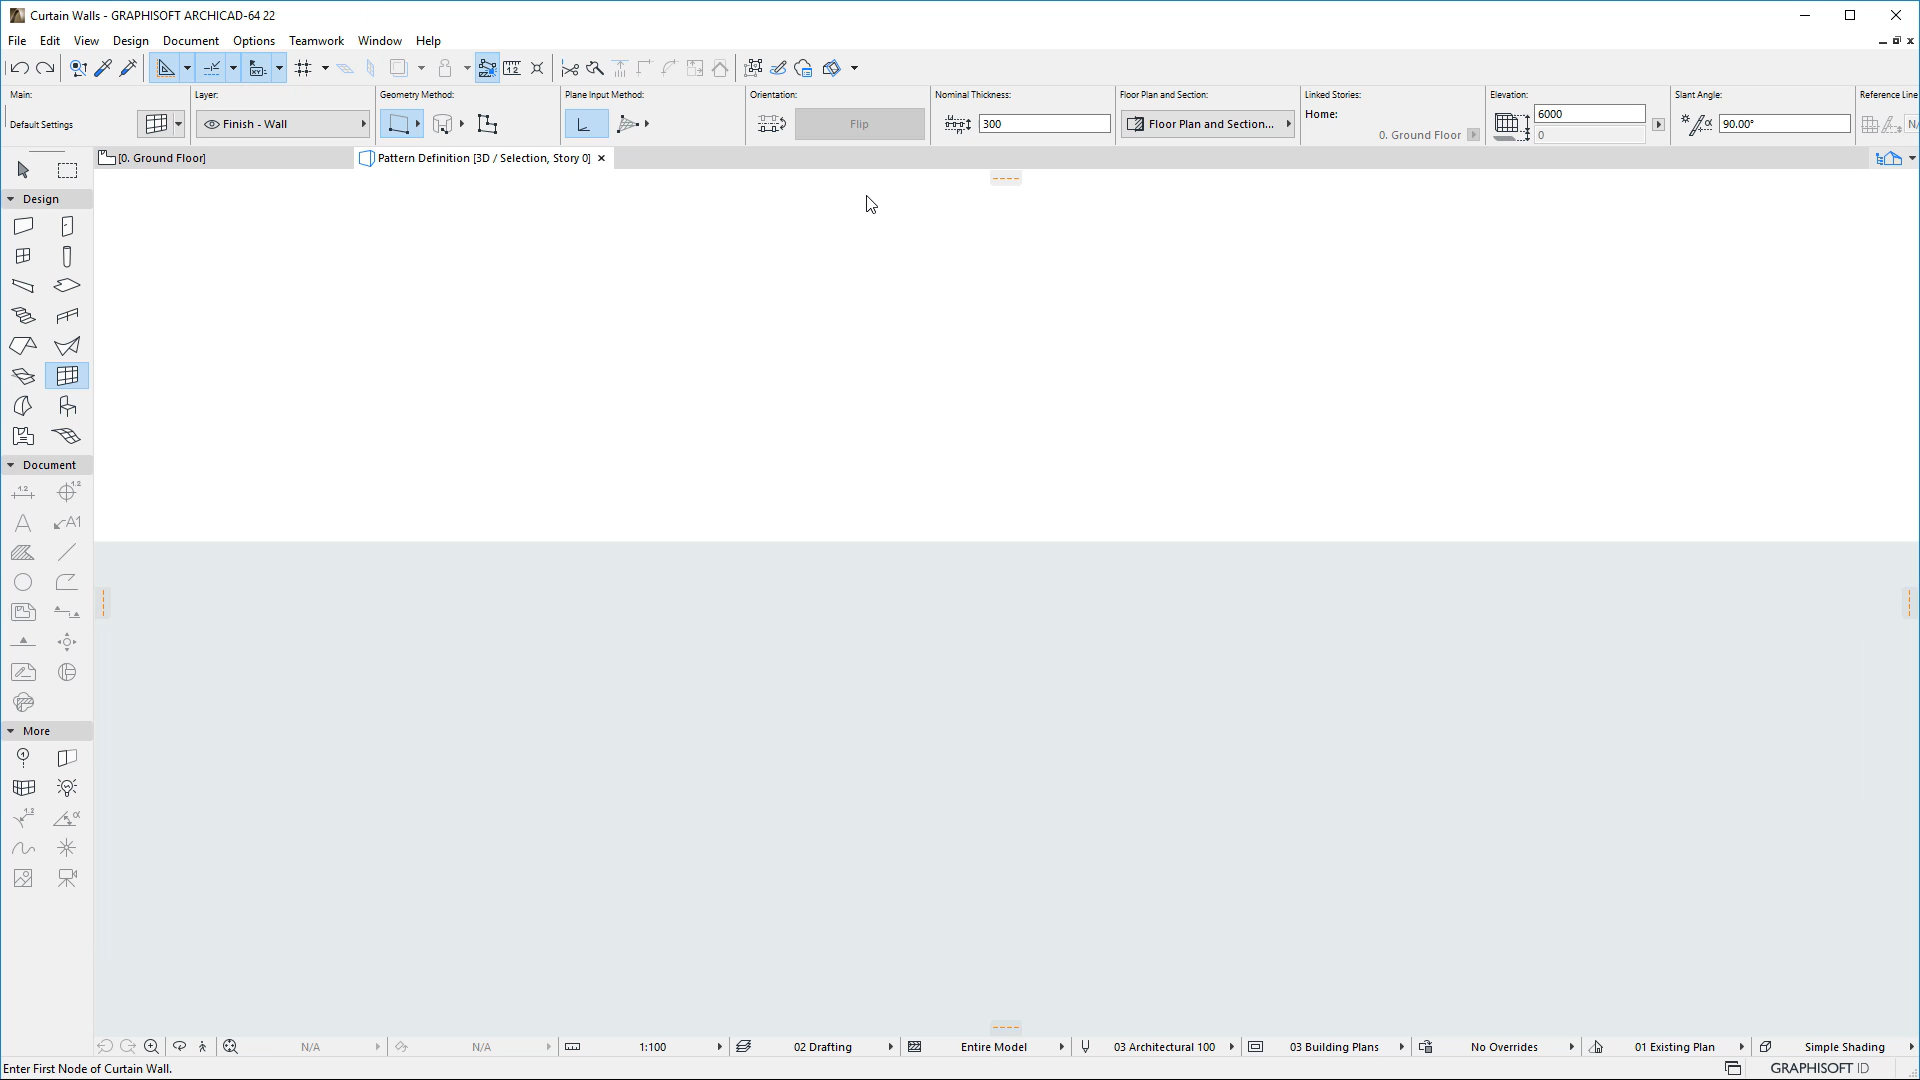 Curtain Walls - GRAPHISOFT ARCHICAD-64 22
File Edit View Design Document Options Teamwork Window Help
Main: Layer: Geometry Method: Plane Input Method: Orientation: Nominal Thickness: Floor Plan and Section: Linked Stories: Elevation: Slant Angle: Reference Line
Home: 6000
Default Settings Finish - Wall Flip 300 Floor Plan and Section... 90.00°
0. Ground Floor 0
[0. Ground Floor] Pattern Definition [3D / Selection, Story 0]
Design
Document
More
N/A N/A 1:100 02 Drafting Entire Model 03 Architectural 100 03 Building Plans No Overrides 01 Existing Plan Simple Shading
Enter First Node of Curtain Wall. GRAPHISOFT ID